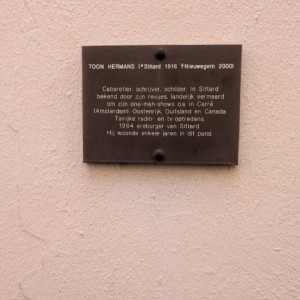 TOON HERMANS (*Sittard 1916 †Nieuwegein 2000)
Cabaretier, schrijver, schilder. In Sittard
bekend door zijn revues, landelijk vermaard
om zijn one-man-shows o.a. in Carré
(Amsterdam), Oostenrijk, Duitsland en Canada.
Talrijke radio- en tv-optredens.
1984 ereburger van Sittard.
Hij woonde enkele jaren in dit pand